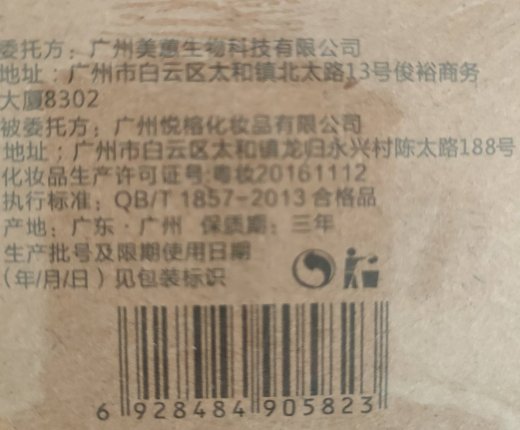 委托方：广州美蕙生物科技有限公司
地址：广州市白云区太和镇北太路13号俊裕商务
大厦8302
被委托方：广州悦榕化妆品有限公司
地址：广州市白云区太和镇龙归永兴村陈太路188号
化妆品生产许可证号:粤妆20161112
执行标准：QB/T 1857-2013 合格品
产地：广东·广州 保质期：三年
生产批号及限期使用日期
（年/月/日）见包装标识
6 928484 905823